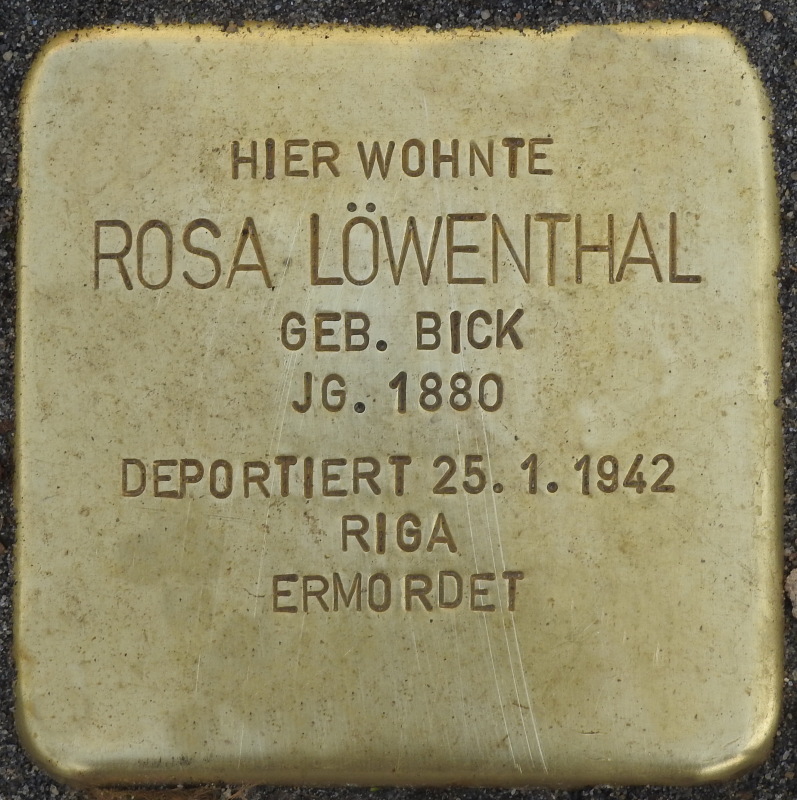 HIER WOHNTE
ROSA LÖWENTHAL
GEB. BICK
JG. 1880
DEPORTIERT 25.1.1942
RIGA
ERMORDET